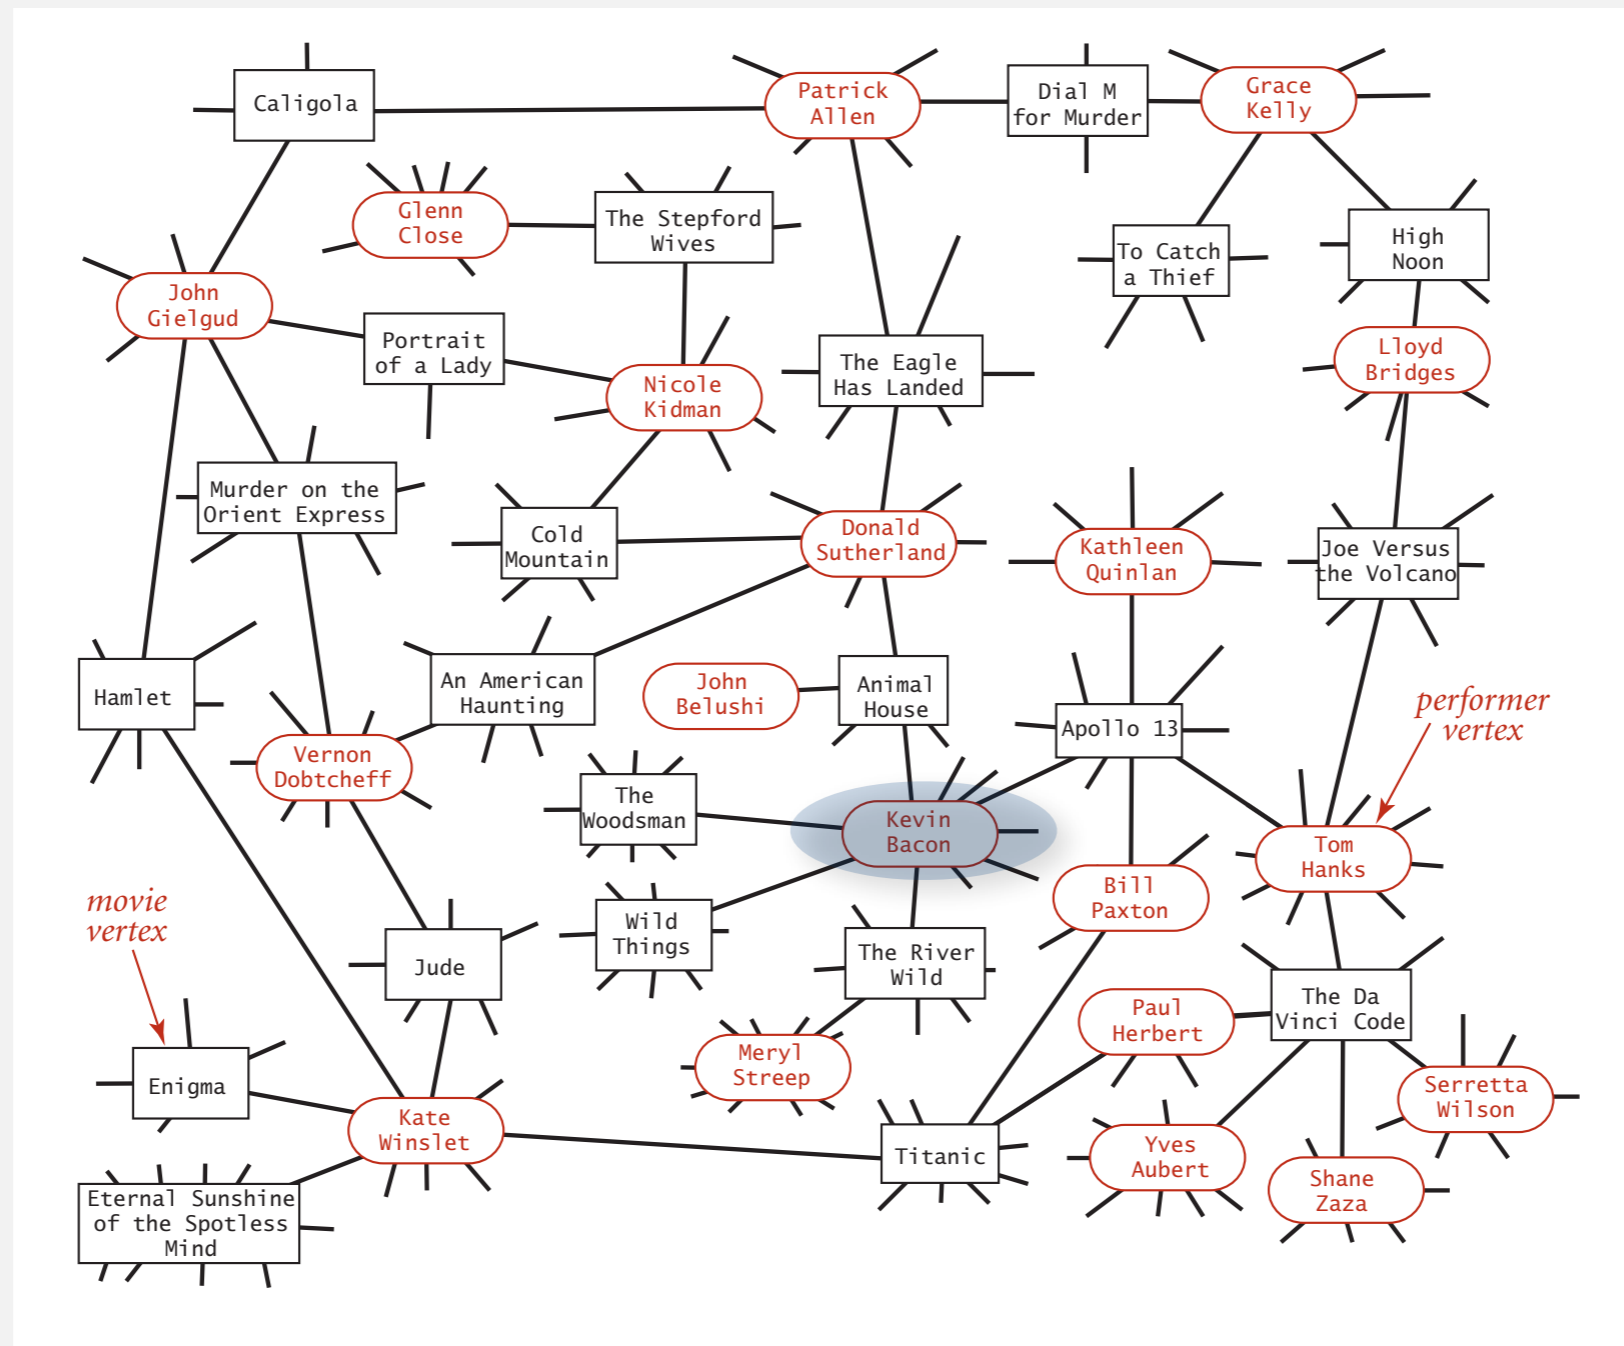 Caligola
Patrick
Allen
Dial M
for Murder
Grace
Kelly
Glenn
Close
The Stepford
Wives
To Catch
a Thief
High
Noon
John
Gielgud
Portrait
of a Lady
Nicole
Kidman
The Eagle
Has Landed
Lloyd
Bridges
Murder on the
Orient Express
Cold
Mountain
Donald
Sutherland
Kathleen
Quinlan
Joe Versus
the Volcano
Hamlet
An American
Haunting
John
Belushi
Animal
House
Apollo 13
performer
vertex
Vernon
Dobtcheff
The
Woodsman
Kevin
Bacon
Tom
Hanks
Bill
Paxton
movie
vertex
Jude
Wild
Things
The River
Wild
Paul
Herbert
The Da
Vinci Code
Enigma
Meryl
Streep
Serretta
Wilson
Kate
Winslet
Titanic
Yves
Aubert
Shane
Zaza
Eternal Sunshine
of the Spotless
Mind